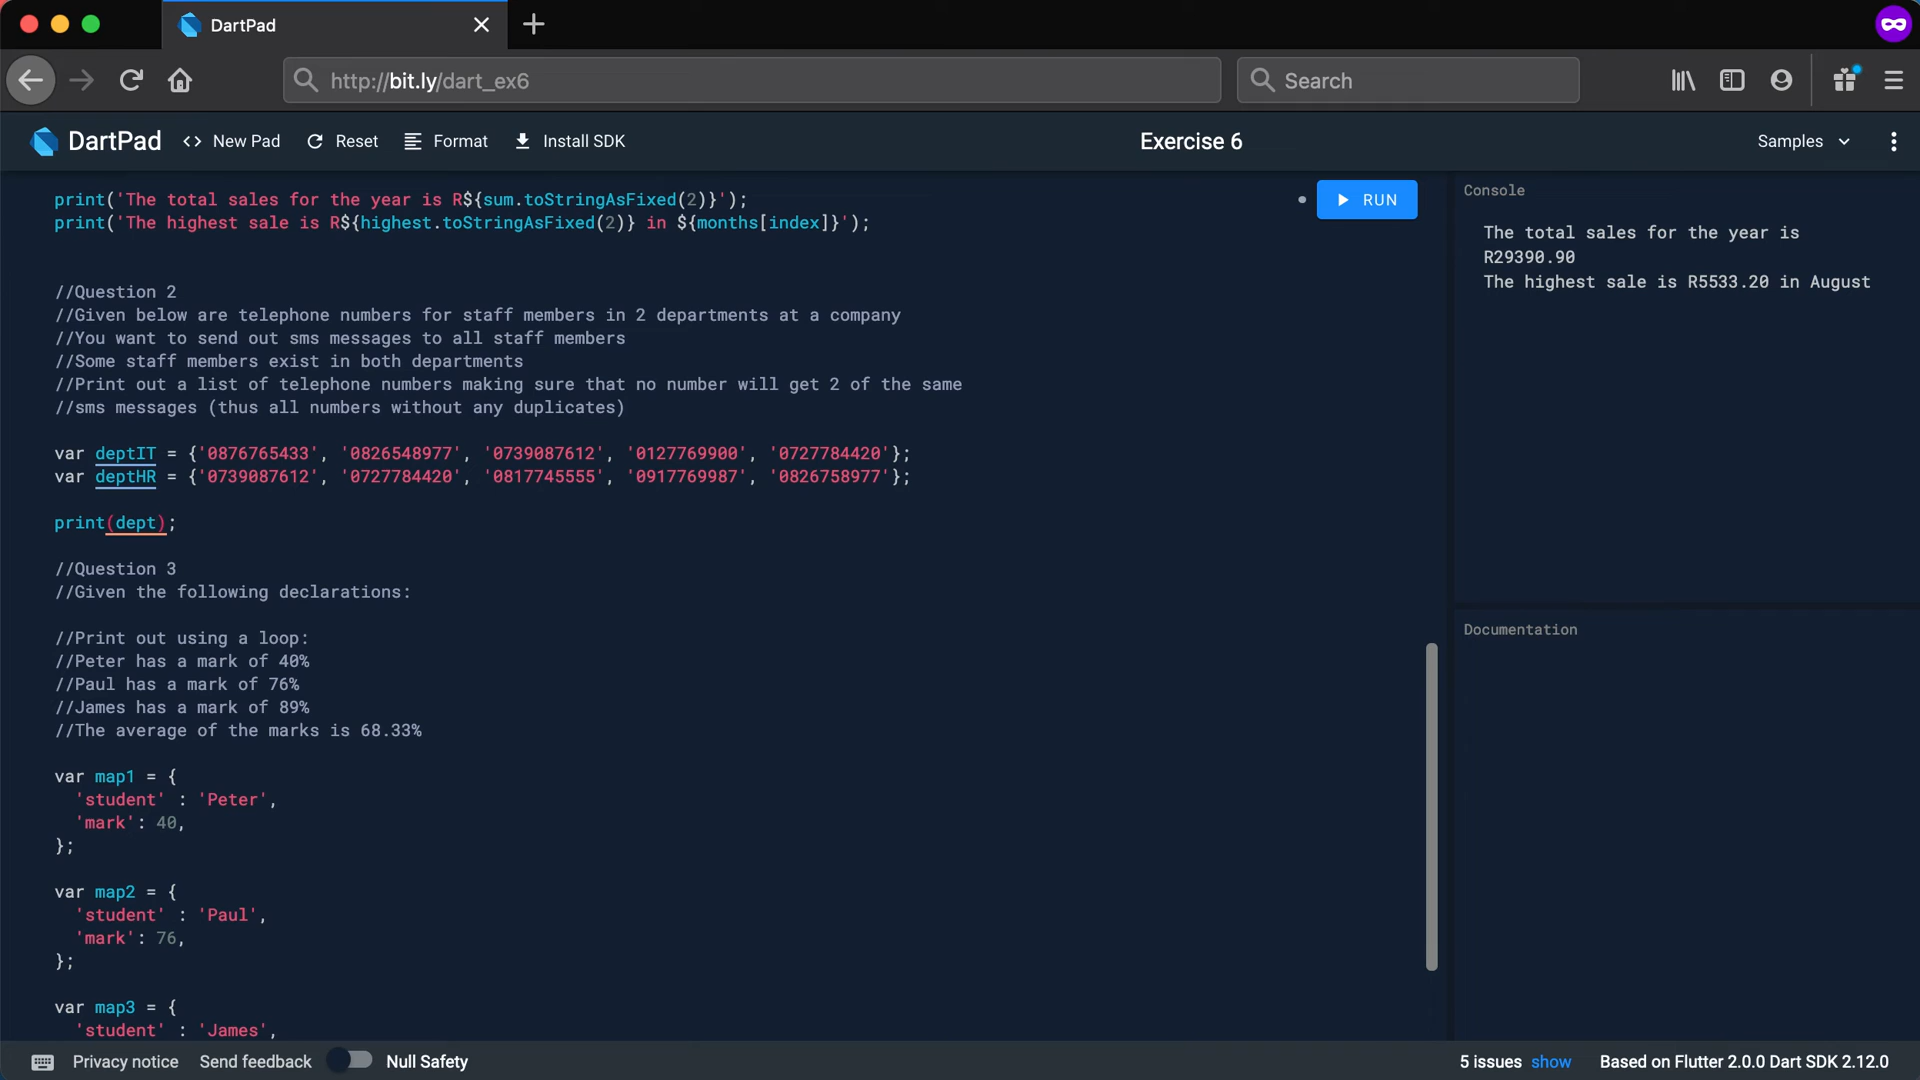 DartPad
http://bit.ly/dart_ex6
Search
DartPad
<> New Pad
Reset
Format
Install SDK
Exercise 6
Samples
print('The total sales for the year is R${sum.toStringAsFixed(2)}');
print('The highest sale is R${highest.toStringAsFixed(2)} in ${months[index]}');
RUN
Console
The total sales for the year is
R29390.90
The highest sale is R5533.20 in August
//Question 2
//Given below are telephone numbers for staff members in 2 departments at a company
//You want to send out sms messages to all staff members
//Some staff members exist in both departments
//Print out a list of telephone numbers making sure that no number will get 2 of the same
//sms messages (thus all numbers without any duplicates)
var deptIT = {'0876765433', '0826548977', '0739087612', '0127769900', '0727784420'};
var deptHR = {'0739087612', '0727784420', '0817745555', '0917769987', '0826758977'};
print(dept);
//Question 3
//Given the following declarations:
//Print out using a loop:
//Peter has a mark of 40%
//Paul has a mark of 76%
//James has a mark of 89%
//The average of the marks is 68.33%
var map1 = {
'student' : 'Peter',
'mark': 40,
};
var map2 = {
'student' : 'Paul',
'mark': 76,
};
var map3 = {
'student' : 'James',
Documentation
Privacy notice
Send feedback
Null Safety
5 issues show
Based on Flutter 2.0.0 Dart SDK 2.12.0